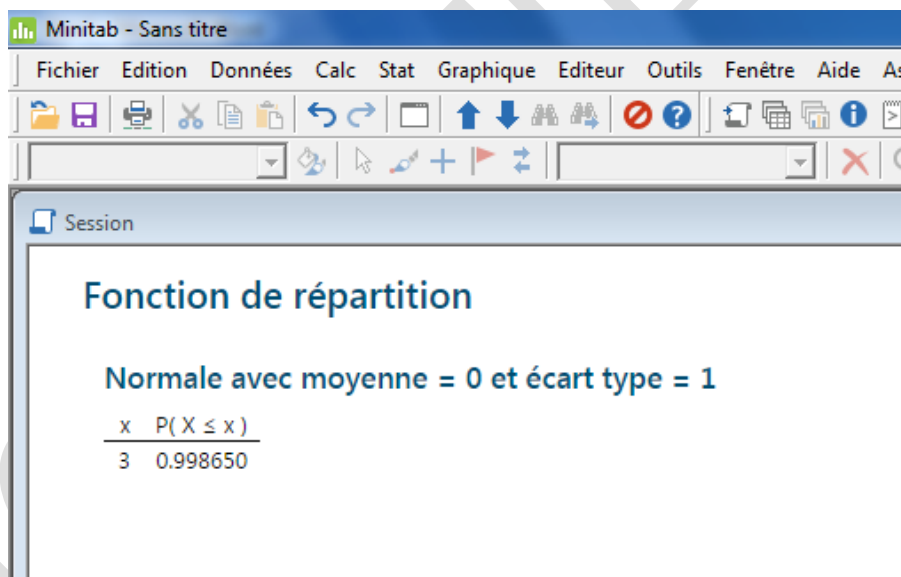 Minitab - Sans titre
Fichier Edition Données Calc Stat Graphique Editeur Outils Fenêtre Aide
Session
Fonction de répartition
Normale avec moyenne = 0 et écart type = 1
x P( X ≤ x )
3 0.998650